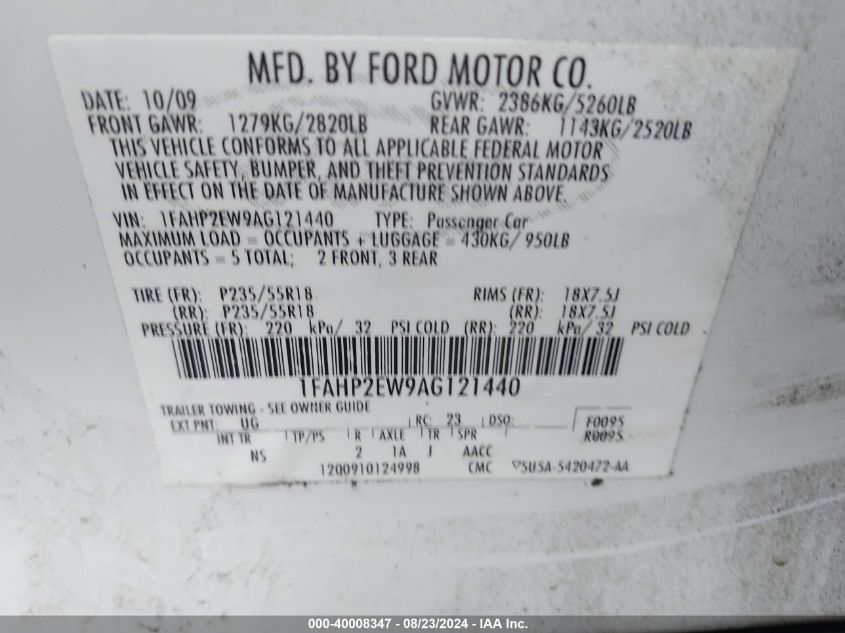 MFD. BY FORD MOTOR CO.
DATE: 10/09 GVWR: 2386KG/5260LB
FRONT GAWR: 1279KG/2820LB REAR GAWR: 1143KG/2520LB
THIS VEHICLE CONFORMS TO ALL APPLICABLE FEDERAL MOTOR
VEHICLE SAFETY, BUMPER, AND THEFT PREVENTION STANDARDS
IN EFFECT ON THE DATE OF MANUFACTURE SHOWN ABOVE.
VIN: 1FAHP2EW9AG121440 TYPE: Passenger Car
MAXIMUM LOAD = OCCUPANTS + LUGGAGE = 430KG/ 950LB
OCCUPANTS = 5 TOTAL; 2 FRONT, 3 REAR
TIRE (FR): P235/55R18 RIMS (FR): 18X7.5J
(RR): P235/55R18 (RR): 18X7.5J
PRESSURE (FR): 220 kPa/ 32 PSI COLD (RR): 220 kPa/ 32 PSI COLD
1FAHP2EW9AG121440
TRAILER TOWING - SEE OWNER GUIDE
EXT PNT: UG RC: 23 DSO: F0095
INT TR TP/PS R AXLE TR SPR R0095
NS 2 1A J AACC
1200910124998 CMC 5U5A-5420472-AA
000-40008347 - 08/23/2024 - IAA Inc.